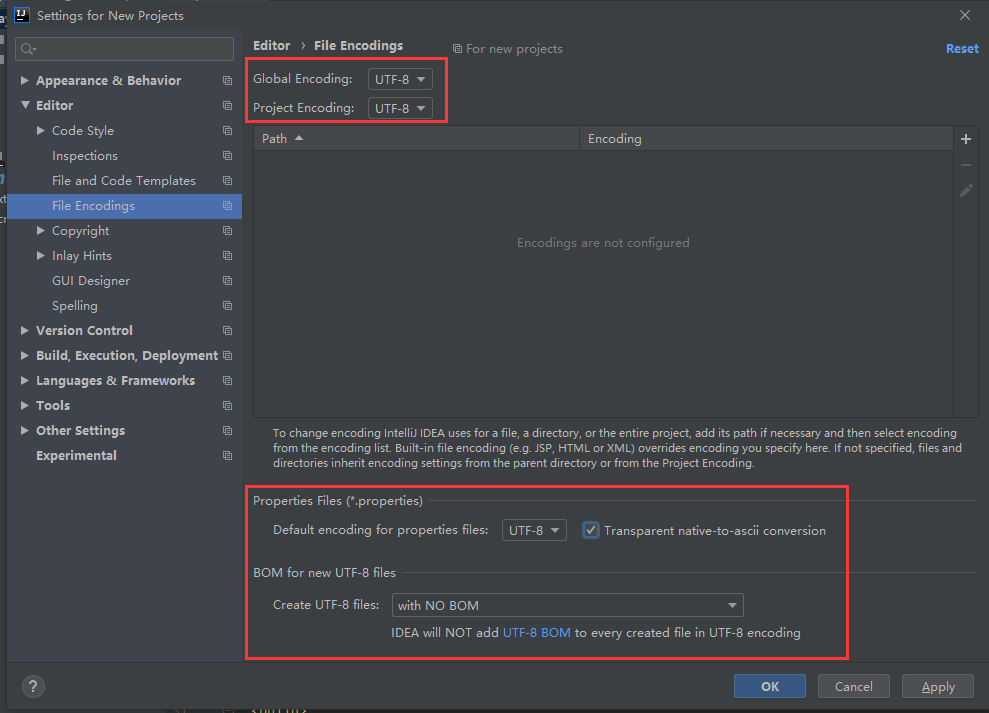 Settings for New Projects
Appearance & Behavior
Editor
Code Style
Inspections
File and Code Templates
File Encodings
Copyright
Inlay Hints
GUI Designer
Spelling
Version Control
Build, Execution, Deployment
Languages & Frameworks
Tools
Other Settings
Experimental
Editor › File Encodings
For new projects
Reset
Global Encoding: UTF-8
Project Encoding: UTF-8
Path Encoding
Encodings are not configured
To change encoding IntelliJ IDEA uses for a file, a directory, or the entire project, add its path if necessary and then select encoding
from the encoding list. Built-in file encoding (e.g. JSP, HTML or XML) overrides encoding you specify here. If not specified, files and
directories inherit encoding settings from the parent directory or from the Project Encoding.
Properties Files (*.properties)
Default encoding for properties files: UTF-8 Transparent native-to-ascii conversion
BOM for new UTF-8 files
Create UTF-8 files: with NO BOM
IDEA will NOT add UTF-8 BOM to every created file in UTF-8 encoding
?
OK Cancel Apply